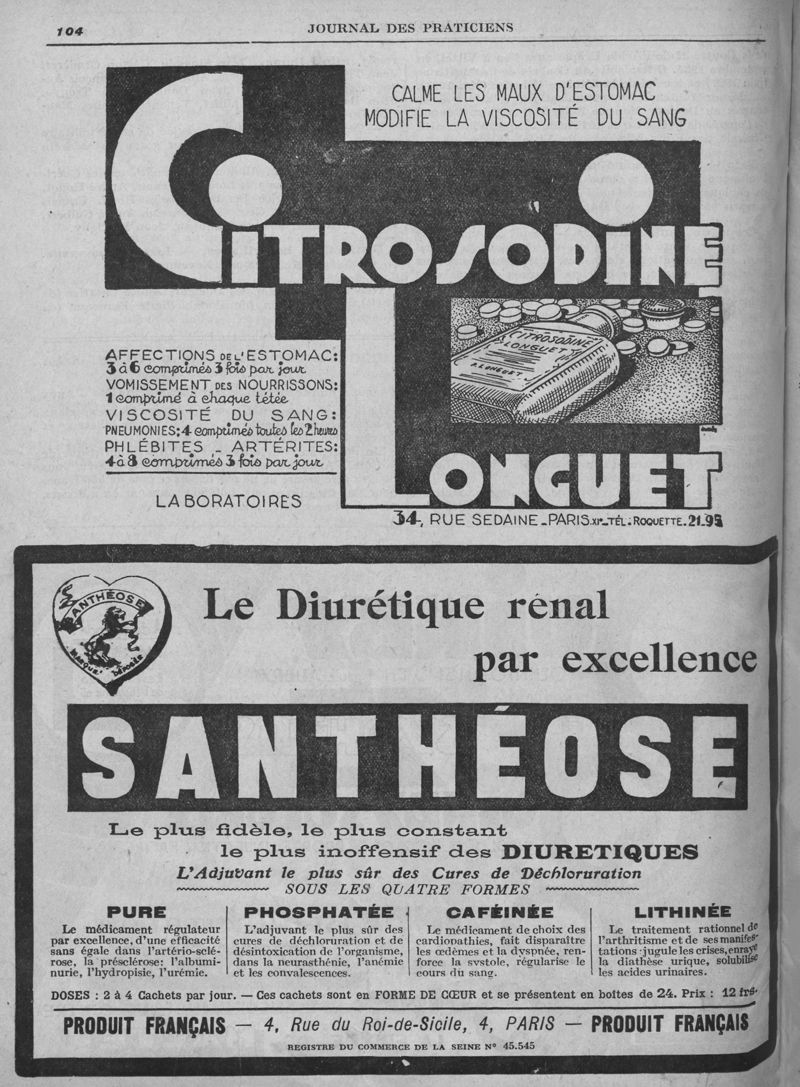 104
JOURNAL DES PRATICIENS
CALME LES MAUX D'ESTOMAC
MODIFIE LA VISCOSITÉ DU SANG
CITROSODINE
CITROSODINE
LONGUET
A. LONGUET
AFFECTIONS DE L'ESTOMAC:
3 à 6 comprimés 3 fois par jour
VOMISSEMENT DES NOURRISSONS:
1 comprimé à chaque tétée
VISCOSITÉ DU SANG:
PNEUMONIES: 4 comprimés toutes les 2 heures
PHLÉBITES _ ARTÉRITES:
4 à 8 comprimés 3 fois par jour
LABORATOIRES
LONGUET
34, RUE SEDAINE_PARIS.XIe_TÉL: ROQUETTE_21-95
SANTHÉOSE
MARQUE DÉPOSÉE
Le Diurétique rénal
par excellence
SANTHÉOSE
Le plus fidèle, le plus constant
le plus inoffensif des DIURETIQUES
L'Adjuvant le plus sûr des Cures de Déchloruration
SOUS LES QUATRE FORMES
PURE
Le médicament régulateur
par excellence, d'une efficacité
sans égale dans l'artério-sclé-
rose, la présclérose: l'albumi-
nurie, l'hydropisie, l'urémie.
PHOSPHATÉE
L'adjuvant le plus sûr des
cures de déchloruration et de
désintoxication de l'organisme,
dans la neurasthénie, l'anémie
et les convalescences.
CAFÉINÉE
Le médicament de choix des
cardiopathies, fait disparaître
les œdèmes et la dyspnée, ren-
force la systole, régularise le
cours du sang.
LITHINÉE
Le traitement rationnel de
l'arthritisme et de ses manifes-
tations: jugule les crises, enraye
la diathèse urique, solubilise
les acides urinaires.
DOSES : 2 à 4 Cachets par jour. — Ces cachets sont en FORME DE CŒUR et se présentent en boîtes de 24. Prix : 12 frs.
PRODUIT FRANÇAIS — 4, Rue du Roi-de-Sicile, 4, PARIS — PRODUIT FRANÇAIS
REGISTRE DU COMMERCE DE LA SEINE N° 45.545